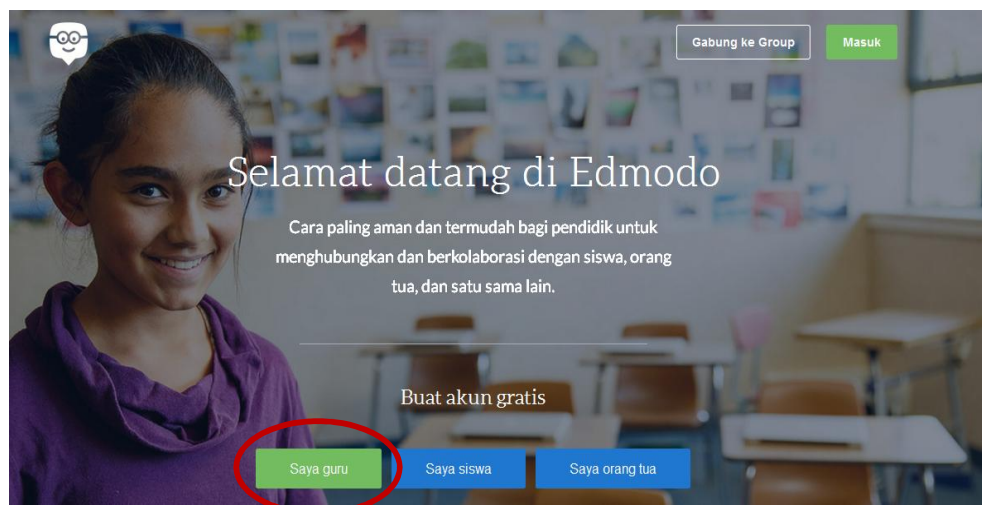 Gabung ke Group
Masuk
Selamat datang di Edmodo
Cara paling aman dan termudah bagi pendidik untuk
menghubungkan dan berkolaborasi dengan siswa, orang
tua, dan satu sama lain.
Buat akun gratis
Saya guru
Saya siswa
Saya orang tua